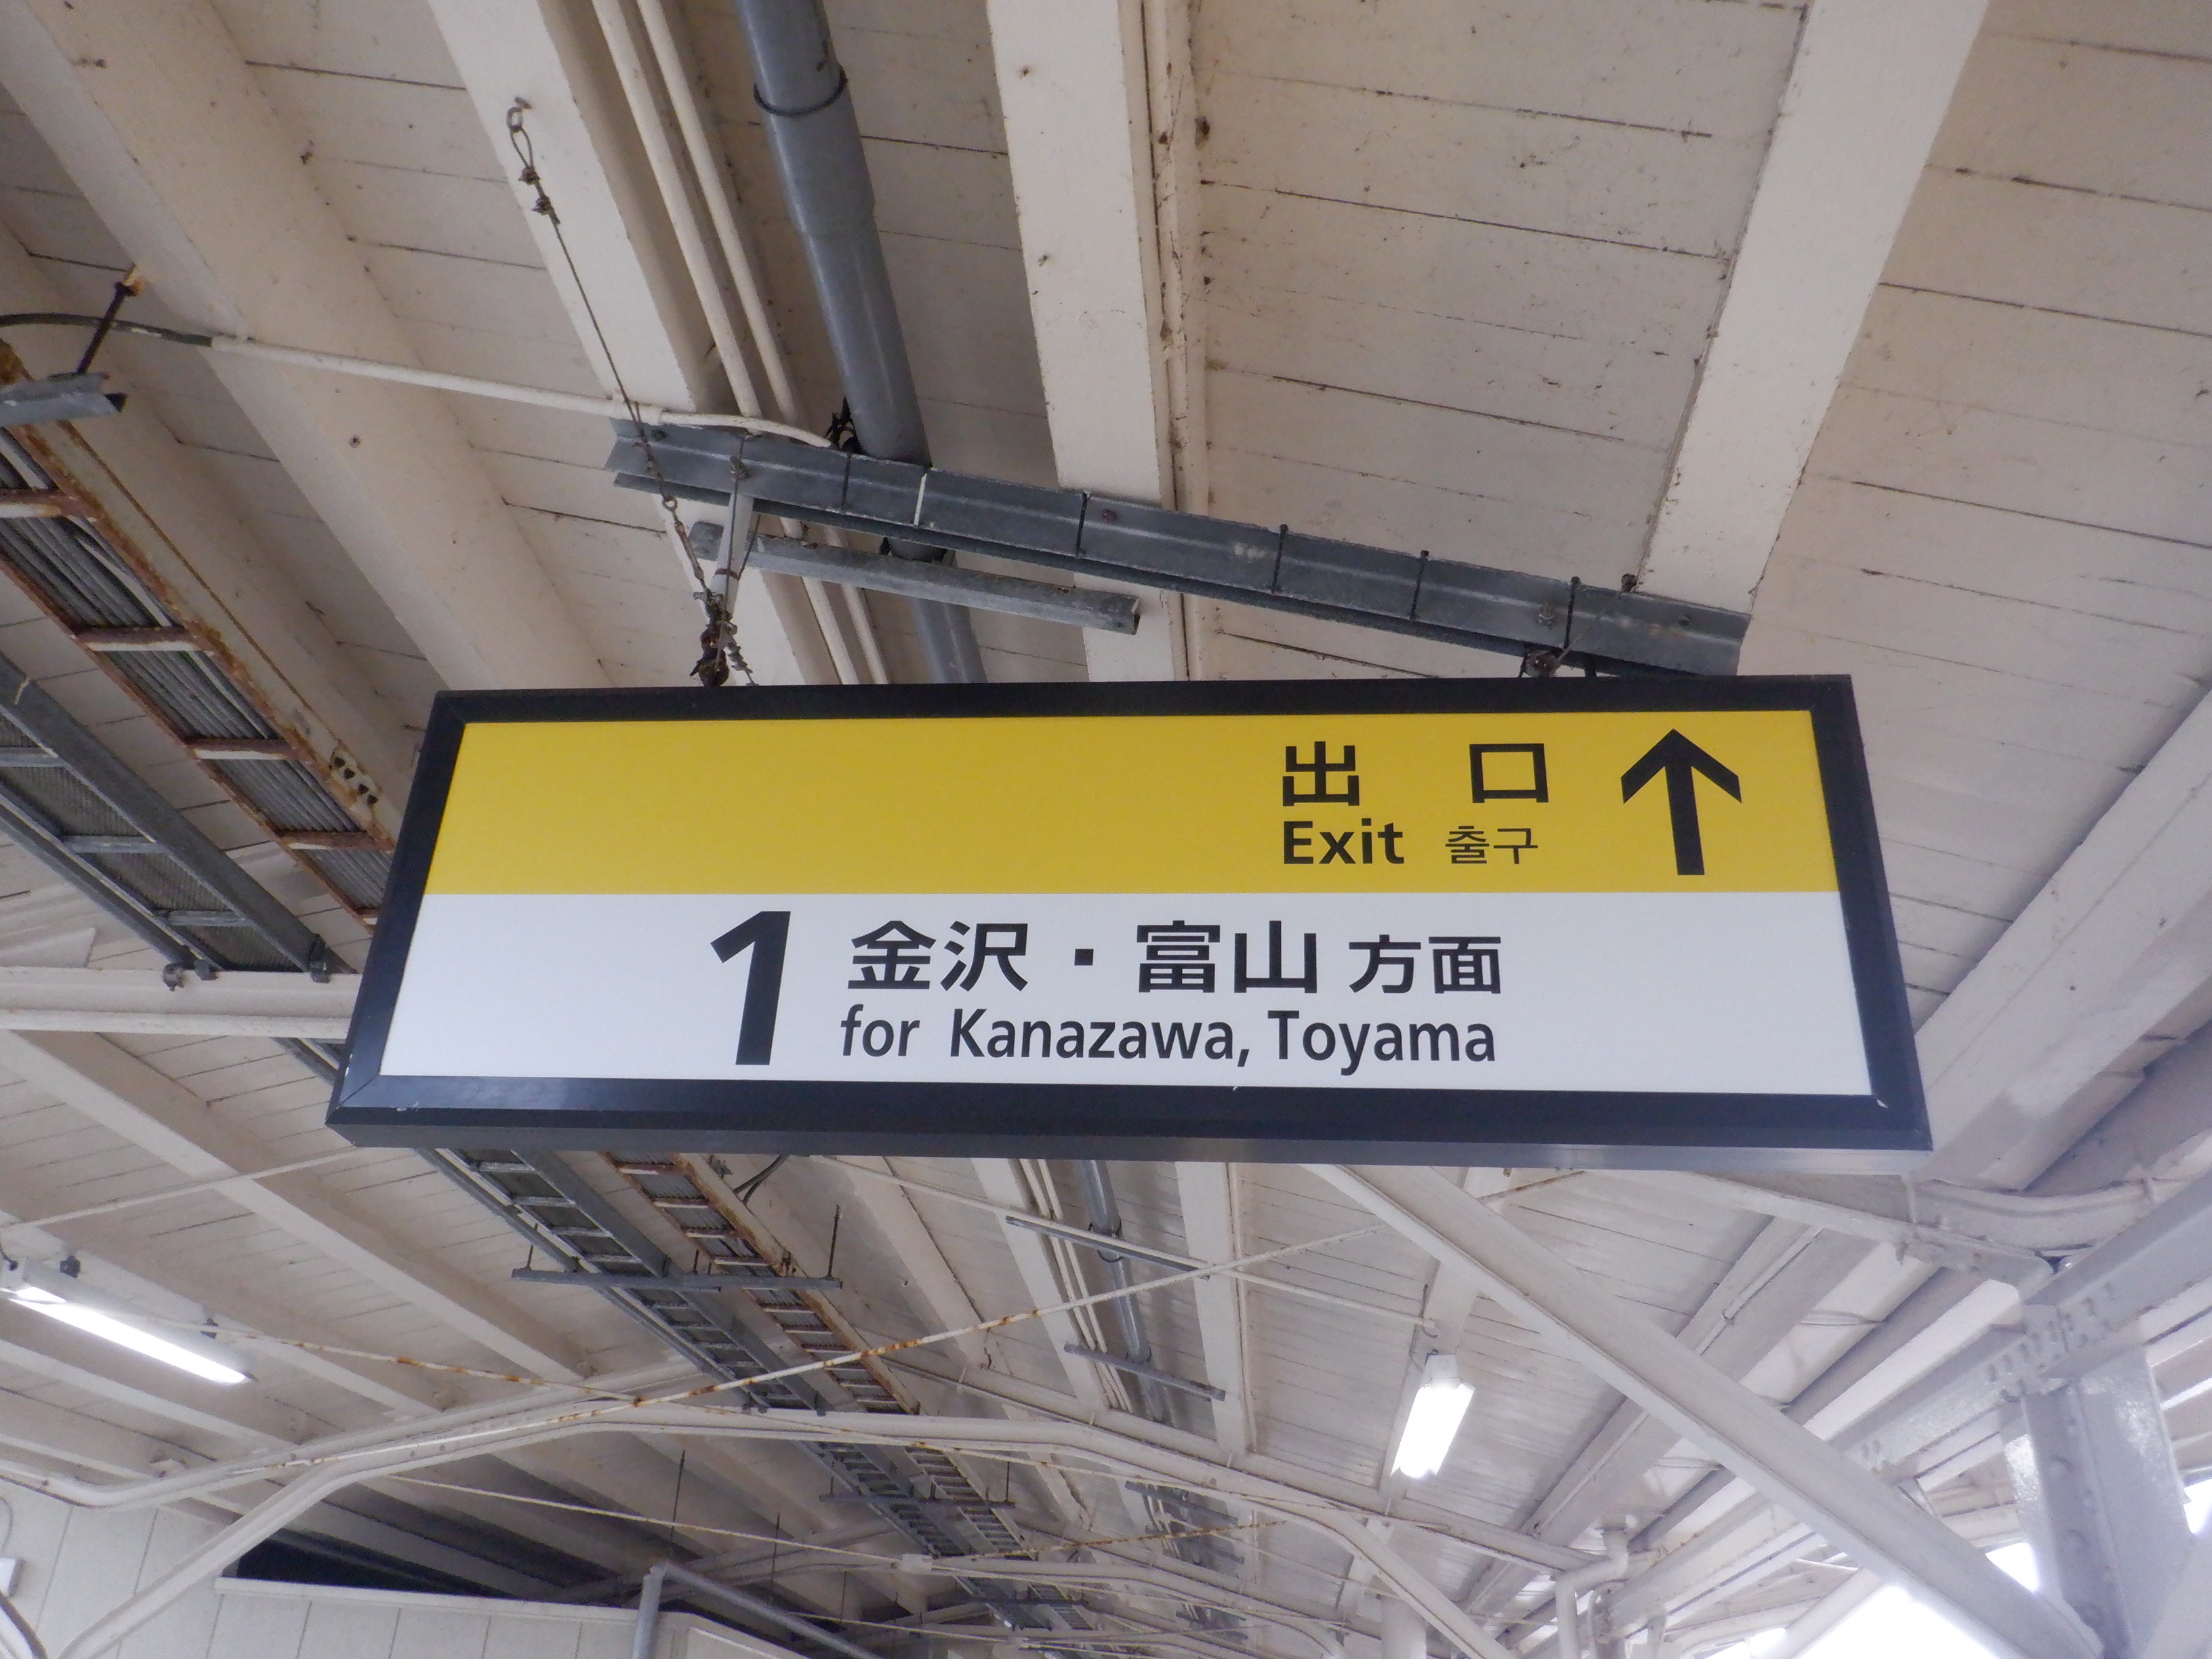 出口
Exit 출구
1 金沢・富山 方面
for Kanazawa, Toyama